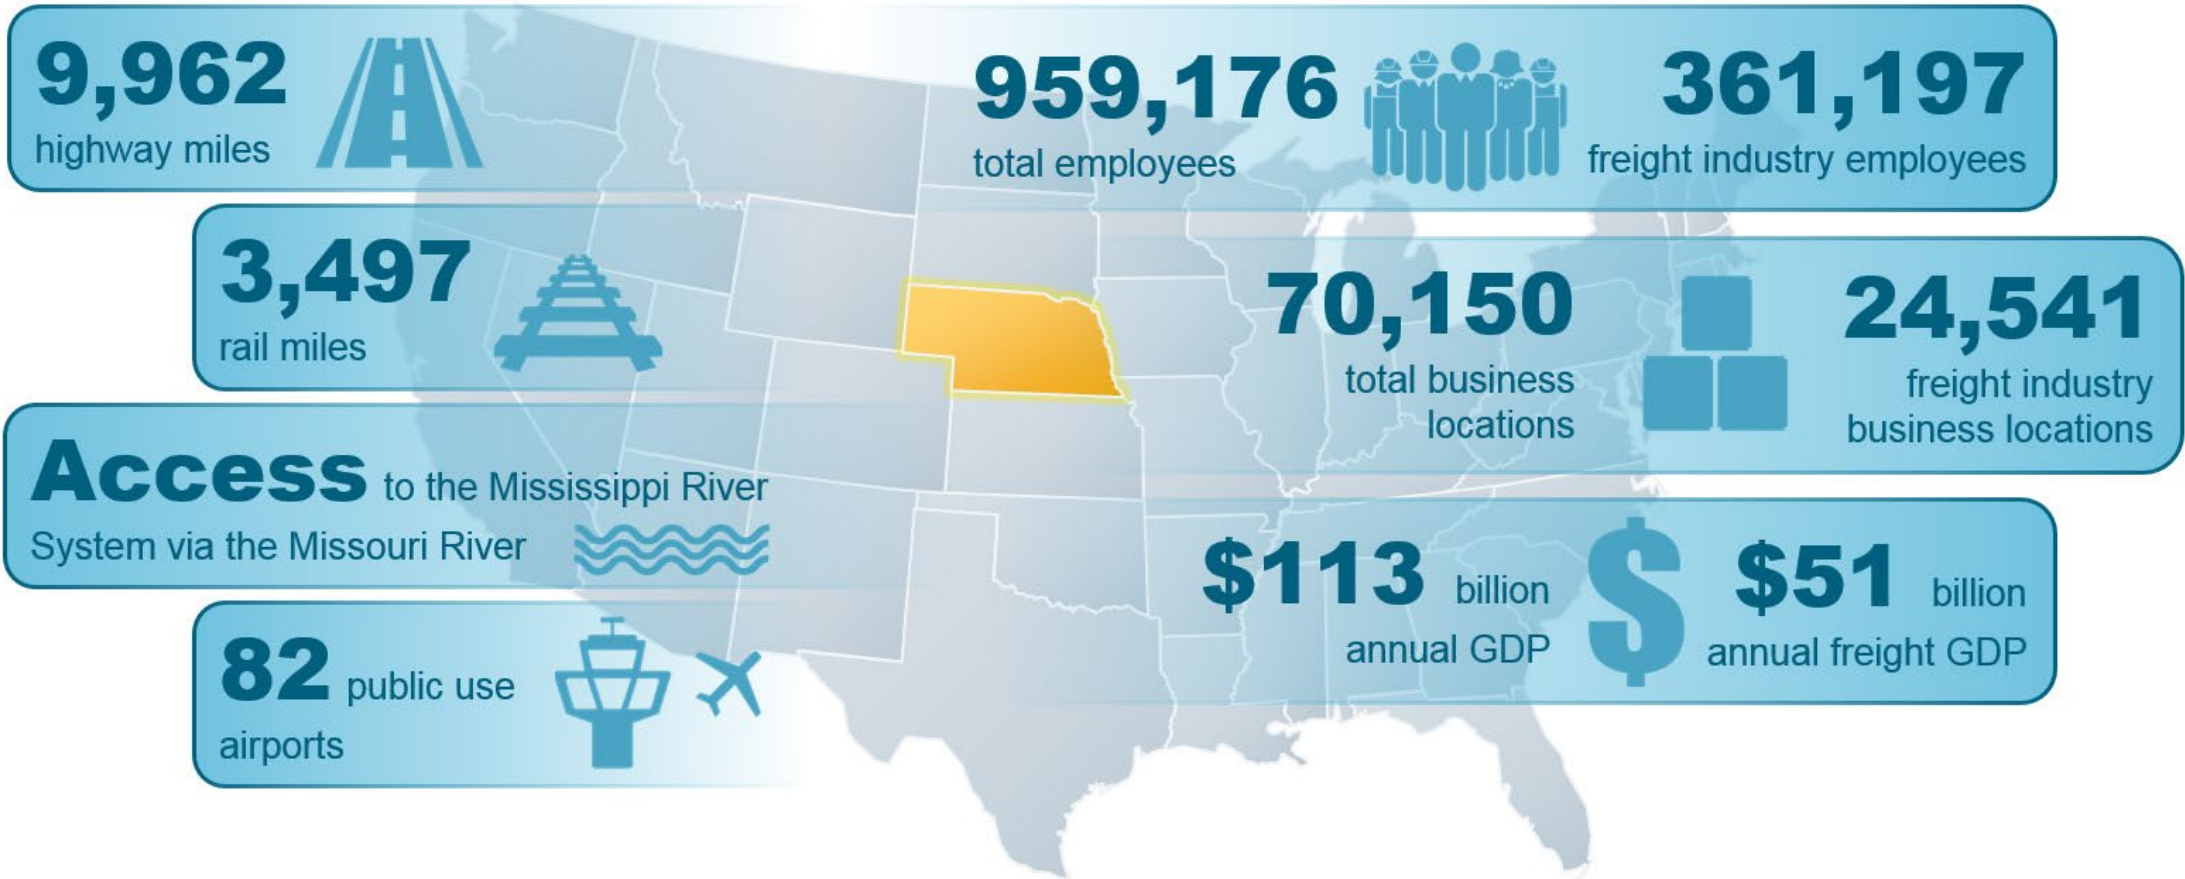 9,962
highway miles
3,497
rail miles
Access to the Mississippi River
System via the Missouri River
82 public use
airports
959,176
total employees
361,197
freight industry employees
70,150
total business
locations
24,541
freight industry
business locations
$113 billion
annual GDP
$
$51 billion
annual freight GDP